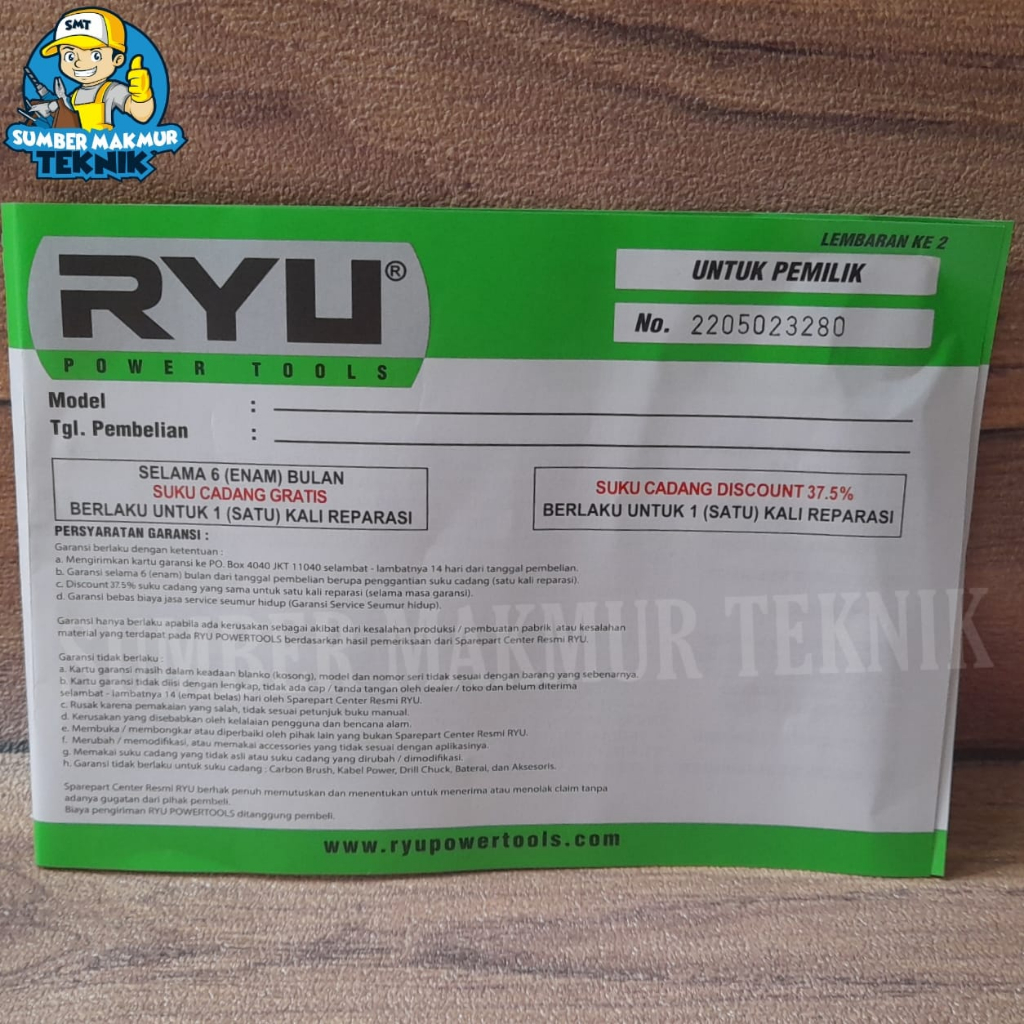 SMT
SUMBER MAKMUR
TEKNIK
LEMBARAN KE 2
RYU®
POWER TOOLS
UNTUK PEMILIK
No. 2205023280
Model :
Tgl. Pembelian :
SELAMA 6 (ENAM) BULAN
SUKU CADANG GRATIS
BERLAKU UNTUK 1 (SATU) KALI REPARASI
SUKU CADANG DISCOUNT 37.5%
BERLAKU UNTUK 1 (SATU) KALI REPARASI
PERSYARATAN GARANSI :
Garansi berlaku dengan ketentuan :
a. Mengirimkan kartu garansi ke PO. Box 4040 JKT 11040 selambat - lambatnya 14 hari dari tanggal pembelian.
b. Garansi selama 6 (enam) bulan dari tanggal pembelian berupa penggantian suku cadang (satu kali reparasi).
c. Discount 37.5% suku cadang yang sama untuk satu kali reparasi (selama masa garansi).
d. Garansi bebas biaya jasa service seumur hidup (Garansi Service Seumur hidup).
Garansi hanya berlaku apabila ada kerusakan sebagai akibat dari kesalahan produksi / pembuatan pabrik atau kesalahan
material yang terdapat pada RYU POWERTOOLS berdasarkan hasil pemeriksaan dari Sparepart Center Resmi RYU.
Garansi tidak berlaku :
a. Kartu garansi masih dalam keadaan blanko (kosong), model dan nomor seri tidak sesuai dengan barang yang sebenarnya.
b. Kartu garansi tidak diisi dengan lengkap, tidak ada cap / tanda tangan oleh dealer / toko dan belum diterima
selambat - lambatnya 14 (empat belas) hari oleh Sparepart Center Resmi RYU.
c. Rusak karena pemakaian yang salah, tidak sesuai petunjuk buku manual.
d. Kerusakan yang disebabkan oleh kelalaian pengguna dan bencana alam.
e. Membuka / membongkar atau diperbaiki oleh pihak lain yang bukan Sparepart Center Resmi RYU.
f. Merubah / memodifikasi, atau memakai accessories yang tidak sesuai dengan aplikasinya.
g. Memakai suku cadang yang tidak asli atau suku cadang yang dirubah / dimodifikasi.
h. Garansi tidak berlaku untuk suku cadang : Carbon Brush, Kabel Power, Drill Chuck, Baterai, dan Aksesoris.
Sparepart Center Resmi RYU berhak penuh memutuskan dan menentukan untuk menerima atau menolak claim tanpa
adanya gugatan dari pihak pembeli.
Biaya pengiriman RYU POWERTOOLS ditanggung pembeli.
MAKMUR TEKNIK
www.ryupowertools.com